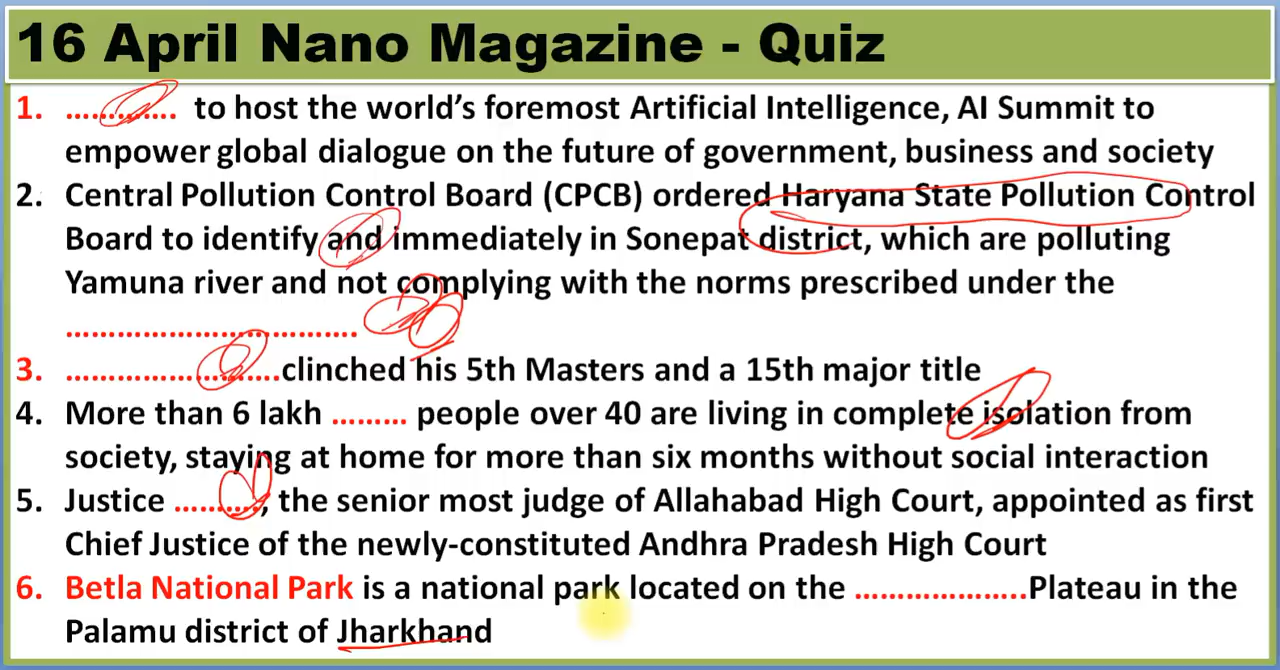 16 April Nano Magazine - Quiz
1. ............. to host the world's foremost Artificial Intelligence, AI Summit to
empower global dialogue on the future of government, business and society
2. Central Pollution Control Board (CPCB) ordered Haryana State Pollution Control
Board to identify and immediately in Sonepat district, which are polluting
Yamuna river and not complying with the norms prescribed under the
..................................
3. .........................clinched his 5th Masters and a 15th major title
4. More than 6 lakh ......... people over 40 are living in complete isolation from
society, staying at home for more than six months without social interaction
5. Justice .........., the senior most judge of Allahabad High Court, appointed as first
Chief Justice of the newly-constituted Andhra Pradesh High Court
6. Betla National Park is a national park located on the ....................Plateau in the
Palamu district of Jharkhand